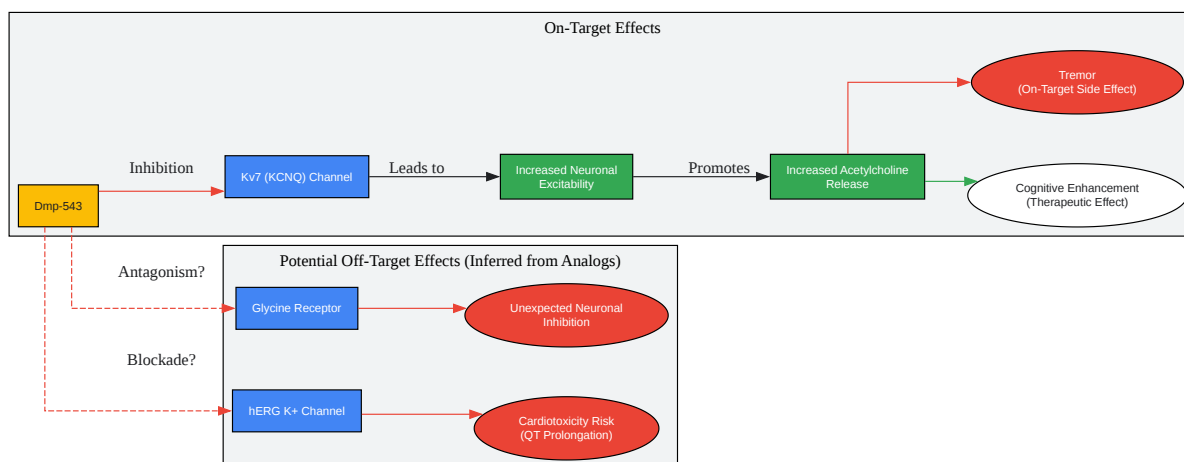 On-Target Effects
Tremor
(On-Target Side Effect)
Inhibition
Kv7 (KCNQ) Channel
Leads to
Increased Neuronal
Excitability
Promotes
Increased Acetylcholine
Release
Cognitive Enhancement
(Therapeutic Effect)
Dmp-543
Potential Off-Target Effects (Inferred from Analogs)
Antagonism?
Glycine Receptor
Unexpected Neuronal
Inhibition
Blockade?
hERG K+ Channel
Cardiotoxicity Risk
(QT Prolongation)